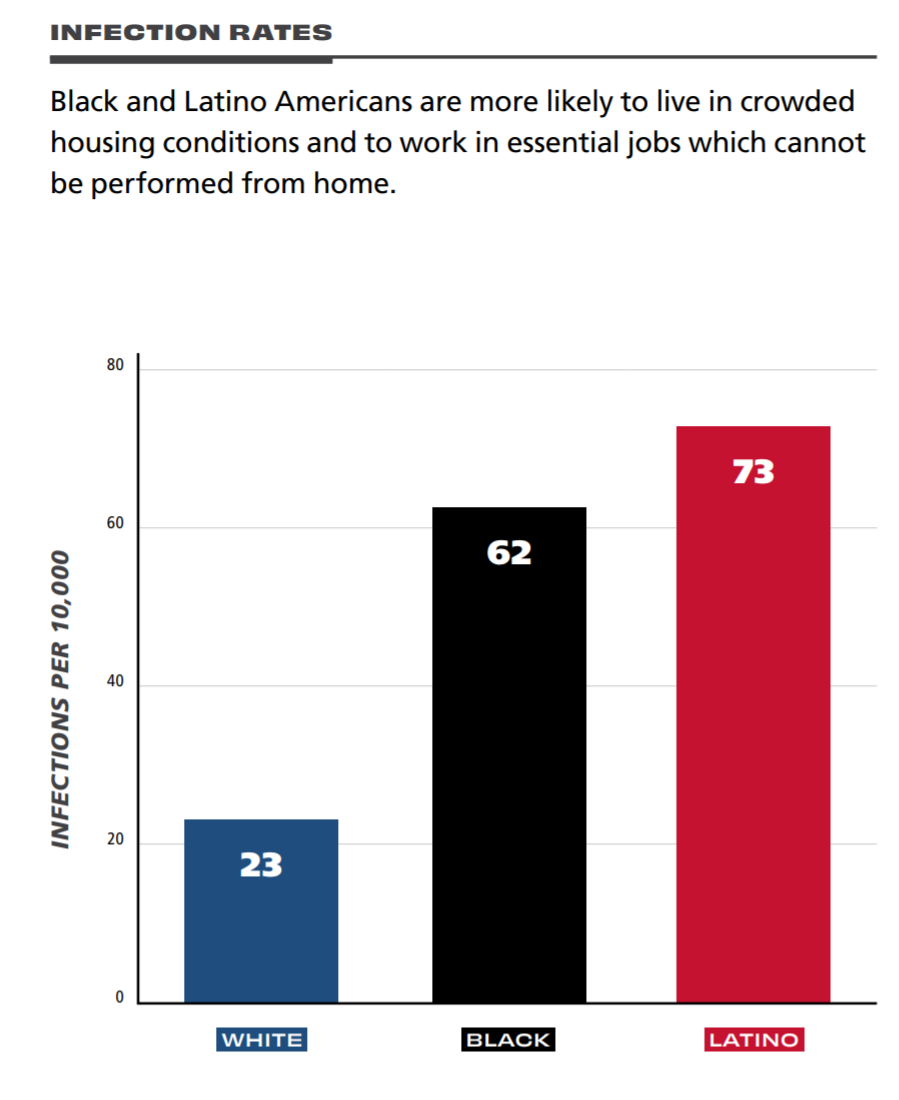 INFECTION RATES
Black and Latino Americans are more likely to live in crowded
housing conditions and to work in essential jobs which cannot
be performed from home.
80
60
40
20
0
INFECTIONS PER 10,000
23
62
73
WHITE
BLACK
LATINO